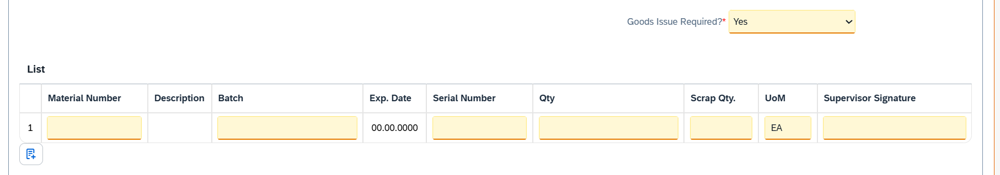 Goods Issue Required?* Yes
List
Material Number Description Batch Exp. Date Serial Number Qty Scrap Qty. UoM Supervisor Signature
1 00.00.0000 EA